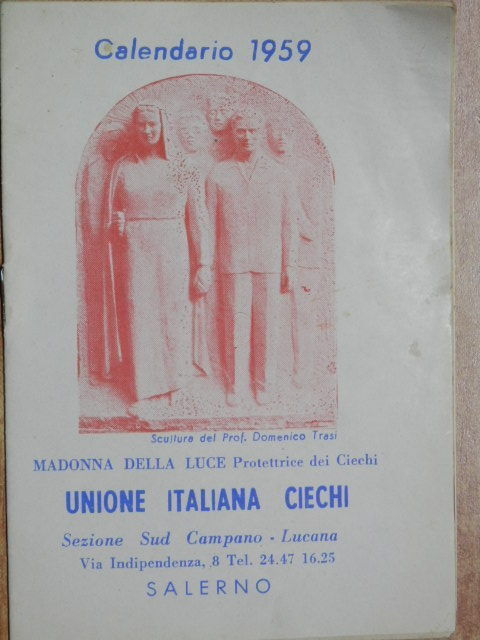 Calendario 1959
Scultura del Prof. Domenico Trasi
MADONNA DELLA LUCE Protettrice dei Ciechi
UNIONE ITALIANA CIECHI
Sezione Sud Campano - Lucana
Via Indipendenza, 8 Tel. 24.47 16.25
SALERNO